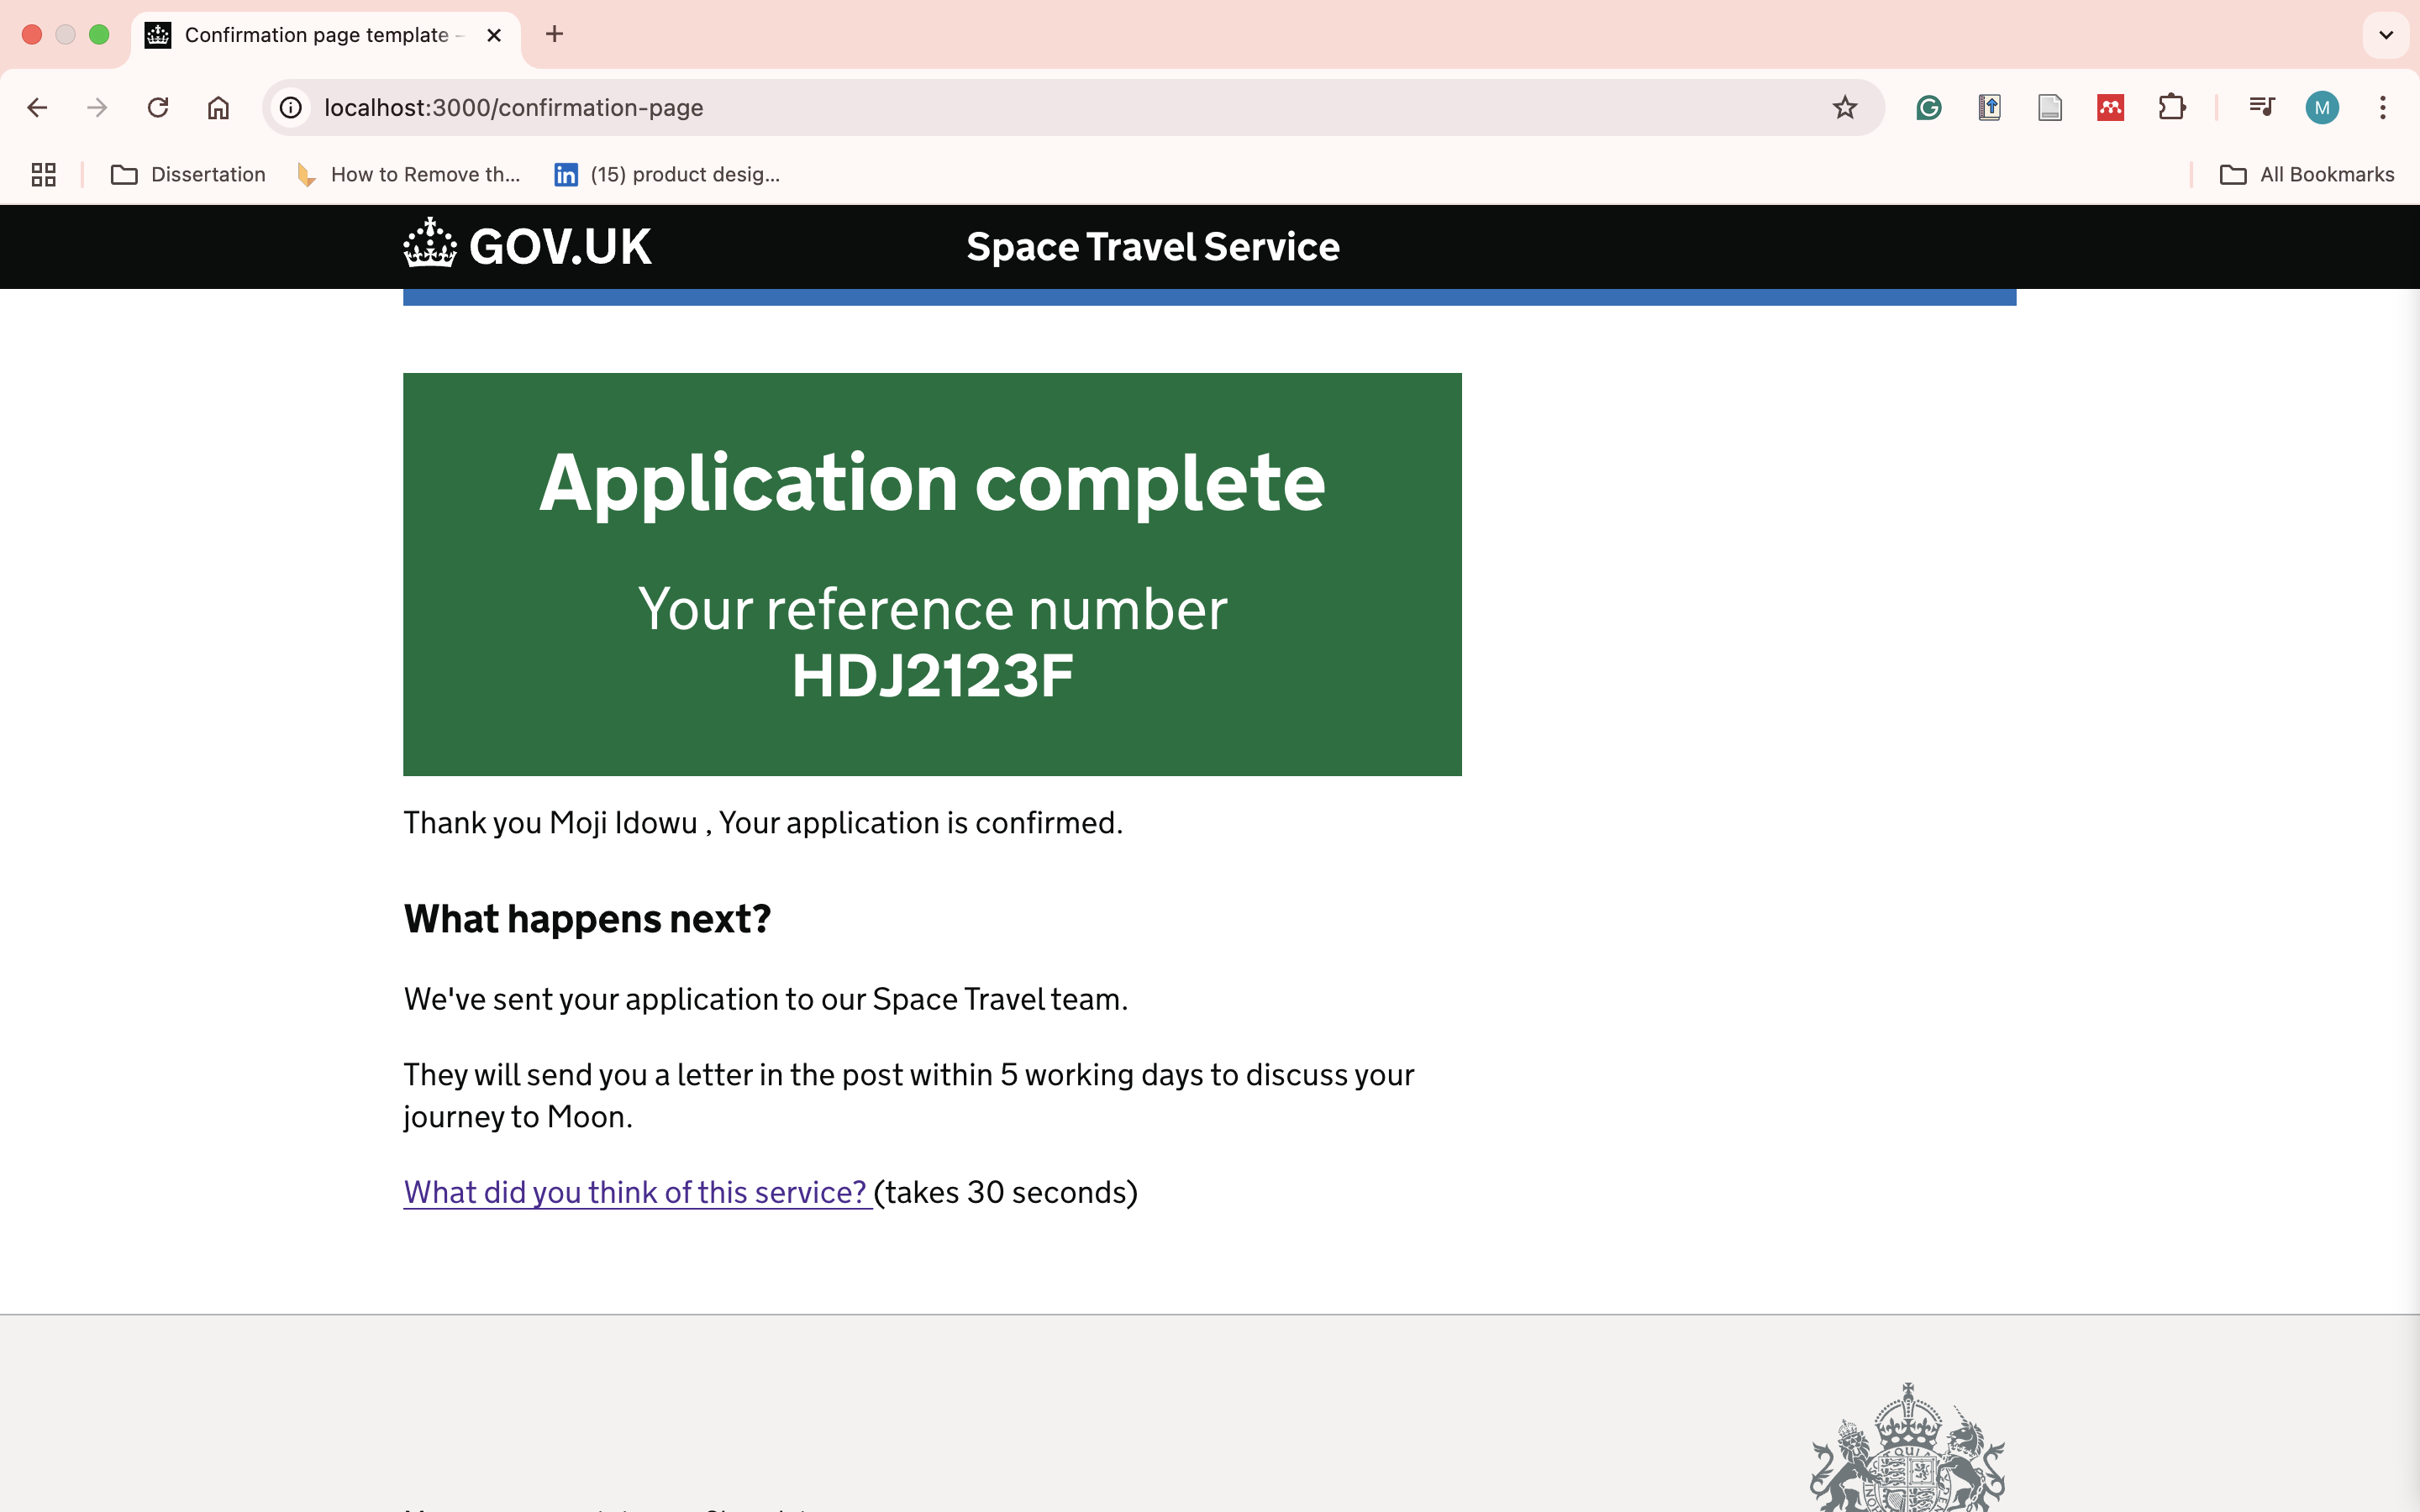 Confirmation page template –
localhost:3000/confirmation-page
M
Dissertation
How to Remove th...
(15) product desig...
All Bookmarks
GOV.UK
Space Travel Service
Application complete
Your reference number
HDJ2123F
Thank you Moji Idowu , Your application is confirmed.
What happens next?
We've sent your application to our Space Travel team.
They will send you a letter in the post within 5 working days to discuss your
journey to Moon.
What did you think of this service? (takes 30 seconds)